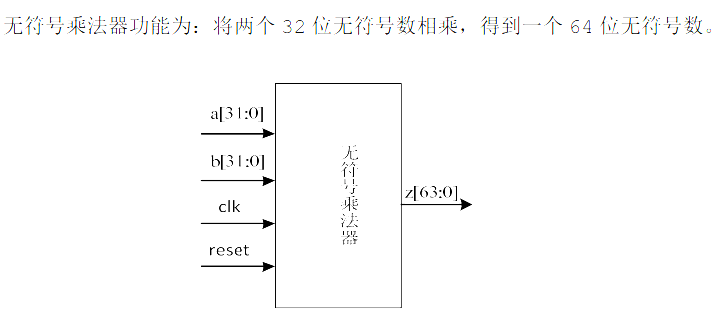 无符号乘法器功能为：将两个 32 位无符号数相乘，得到一个 64 位无符号数。
a[31:0]
b[31:0]
clk
reset
无符号乘法器
z[63:0]